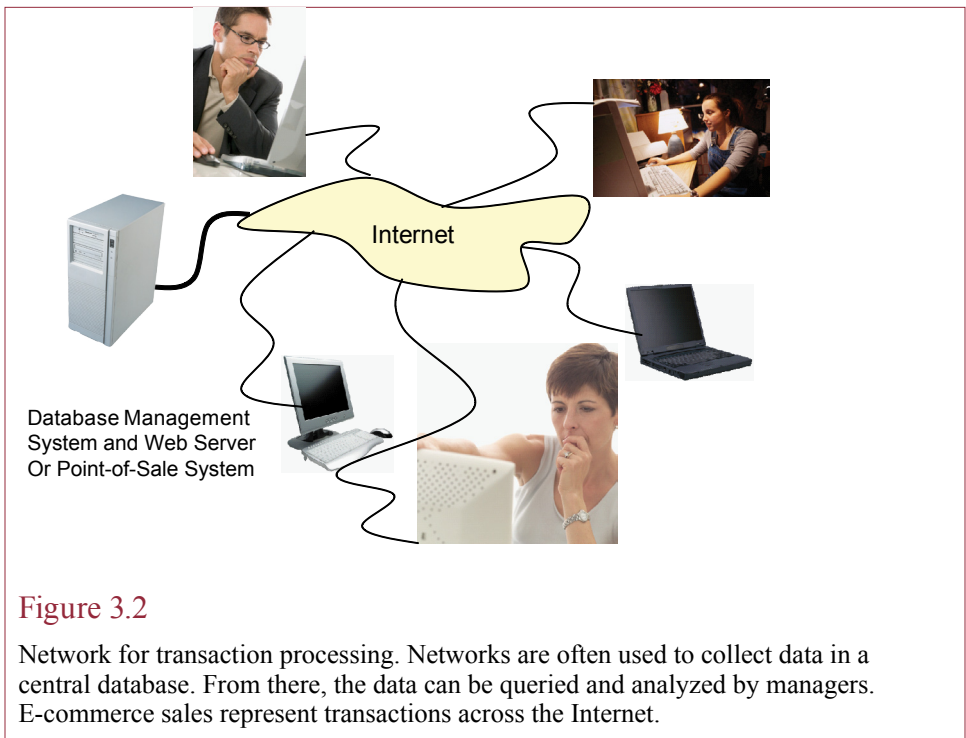 Internet
Database Management
System and Web Server
Or Point-of-Sale System
Figure 3.2
Network for transaction processing. Networks are often used to collect data in a
central database. From there, the data can be queried and analyzed by managers.
E-commerce sales represent transactions across the Internet.